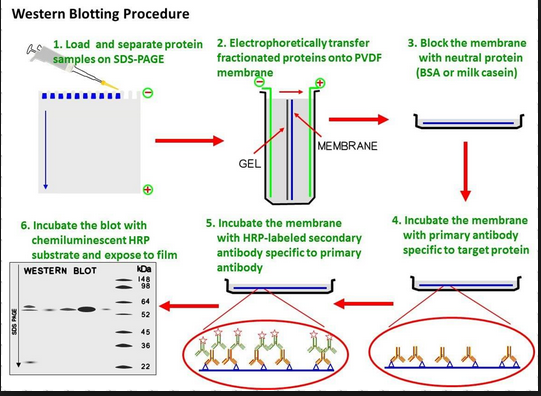 Western Blotting Procedure
1. Load and separate protein
samples on SDS-PAGE
2. Electrophoretically transfer
fractionated proteins onto PVDF
membrane
3. Block the membrane
with neutral protein
(BSA or milk casein)
GEL
MEMBRANE
6. Incubate the blot with
chemiluminescent HRP
substrate and expose to film
5. Incubate the membrane
with HRP-labeled secondary
antibody specific to primary
antibody
4. Incubate the membrane
with primary antibody
specific to target protein
WESTERN BLOT
kDa
148
98
64
52
45
36
22
SDS PAGE